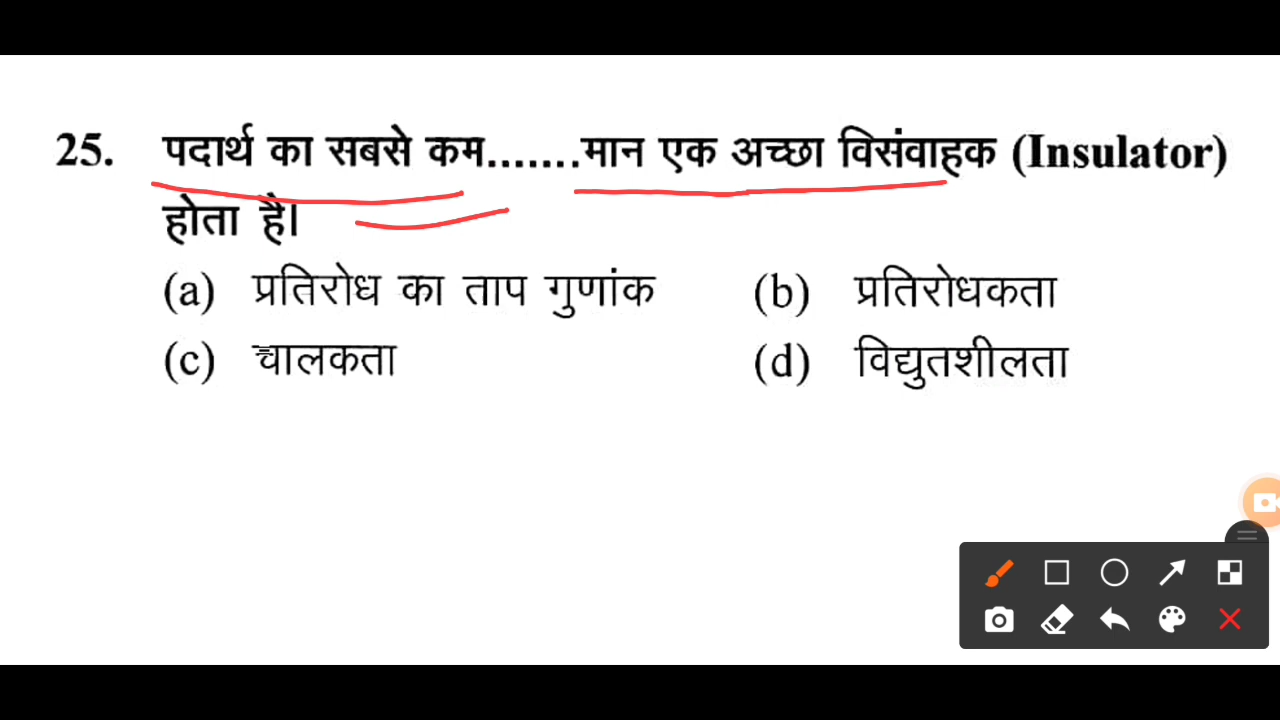 25. पदार्थ का सबसे कम.......मान एक अच्छा विसंवाहक (Insulator)
होता है।
(a) प्रतिरोध का ताप गुणांक (b) प्रतिरोधकता
(c) चालकता (d) विद्युतशीलता